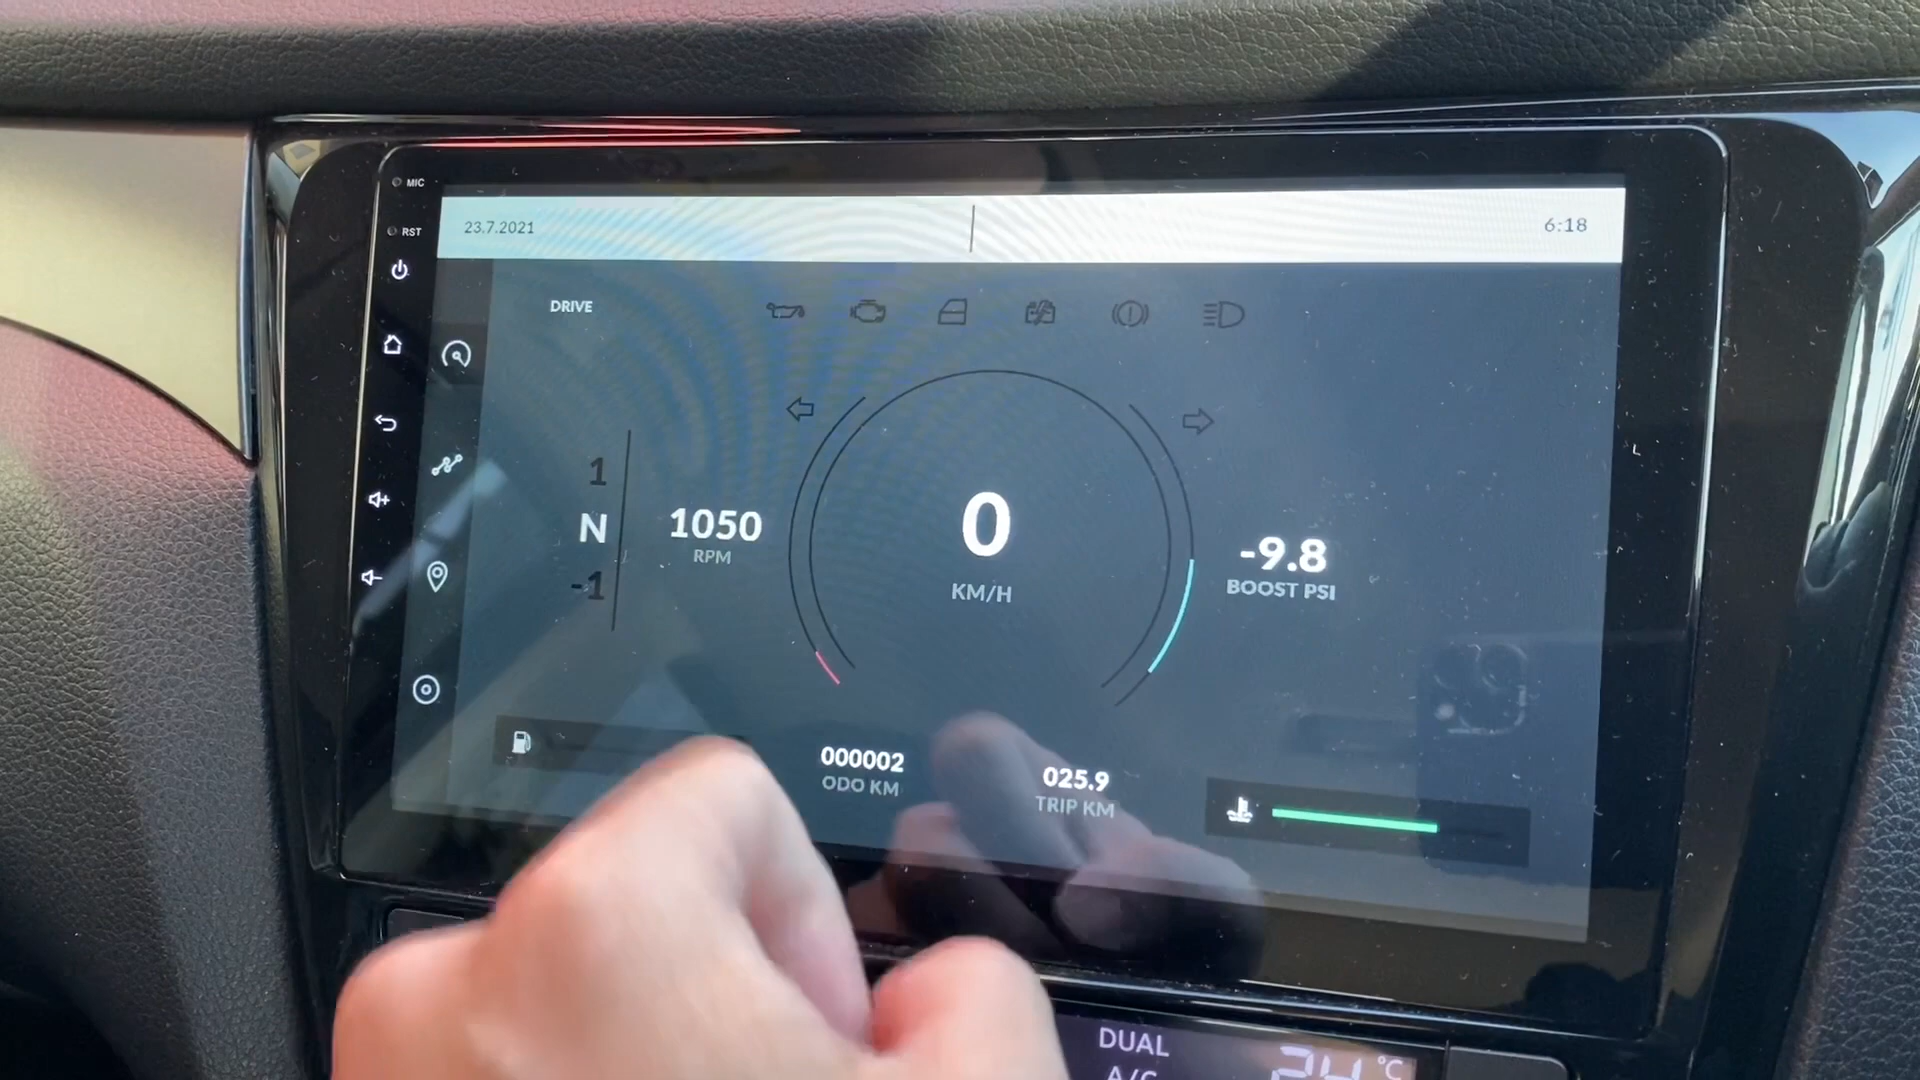 MIC
23.7.2021
6:18
RST
DRIVE
1
N
-1
1050
RPM
0
KM/H
-9.8
BOOST PSI
000002
ODO KM
025.9
TRIP KM
DUAL
A/C
24°C